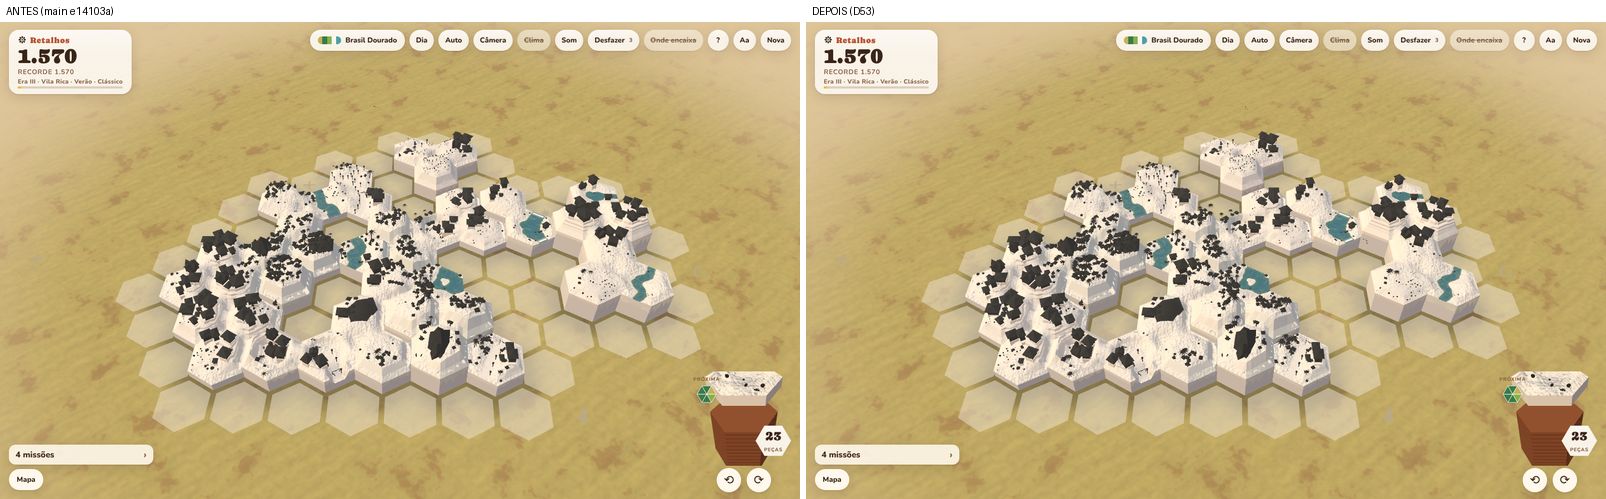 ANTES (main e14103a)
Retalhos
1.570
RECORDE 1.570
Era III · Vila Rica · Verão · Clássico
Brasil Dourado
Dia
Auto
Câmera
Clima
Som
Desfazer 3
Onde encaixa
?
Aa
Nova
PRÓXIMA
23
PEÇAS
4 missões ›
Mapa
DEPOIS (D53)
Retalhos
1.570
RECORDE 1.570
Era III · Vila Rica · Verão · Clássico
Brasil Dourado
Dia
Auto
Câmera
Clima
Som
Desfazer 3
Onde encaixa
?
Aa
Nova
PRÓXIMA
23
PEÇAS
4 missões ›
Mapa